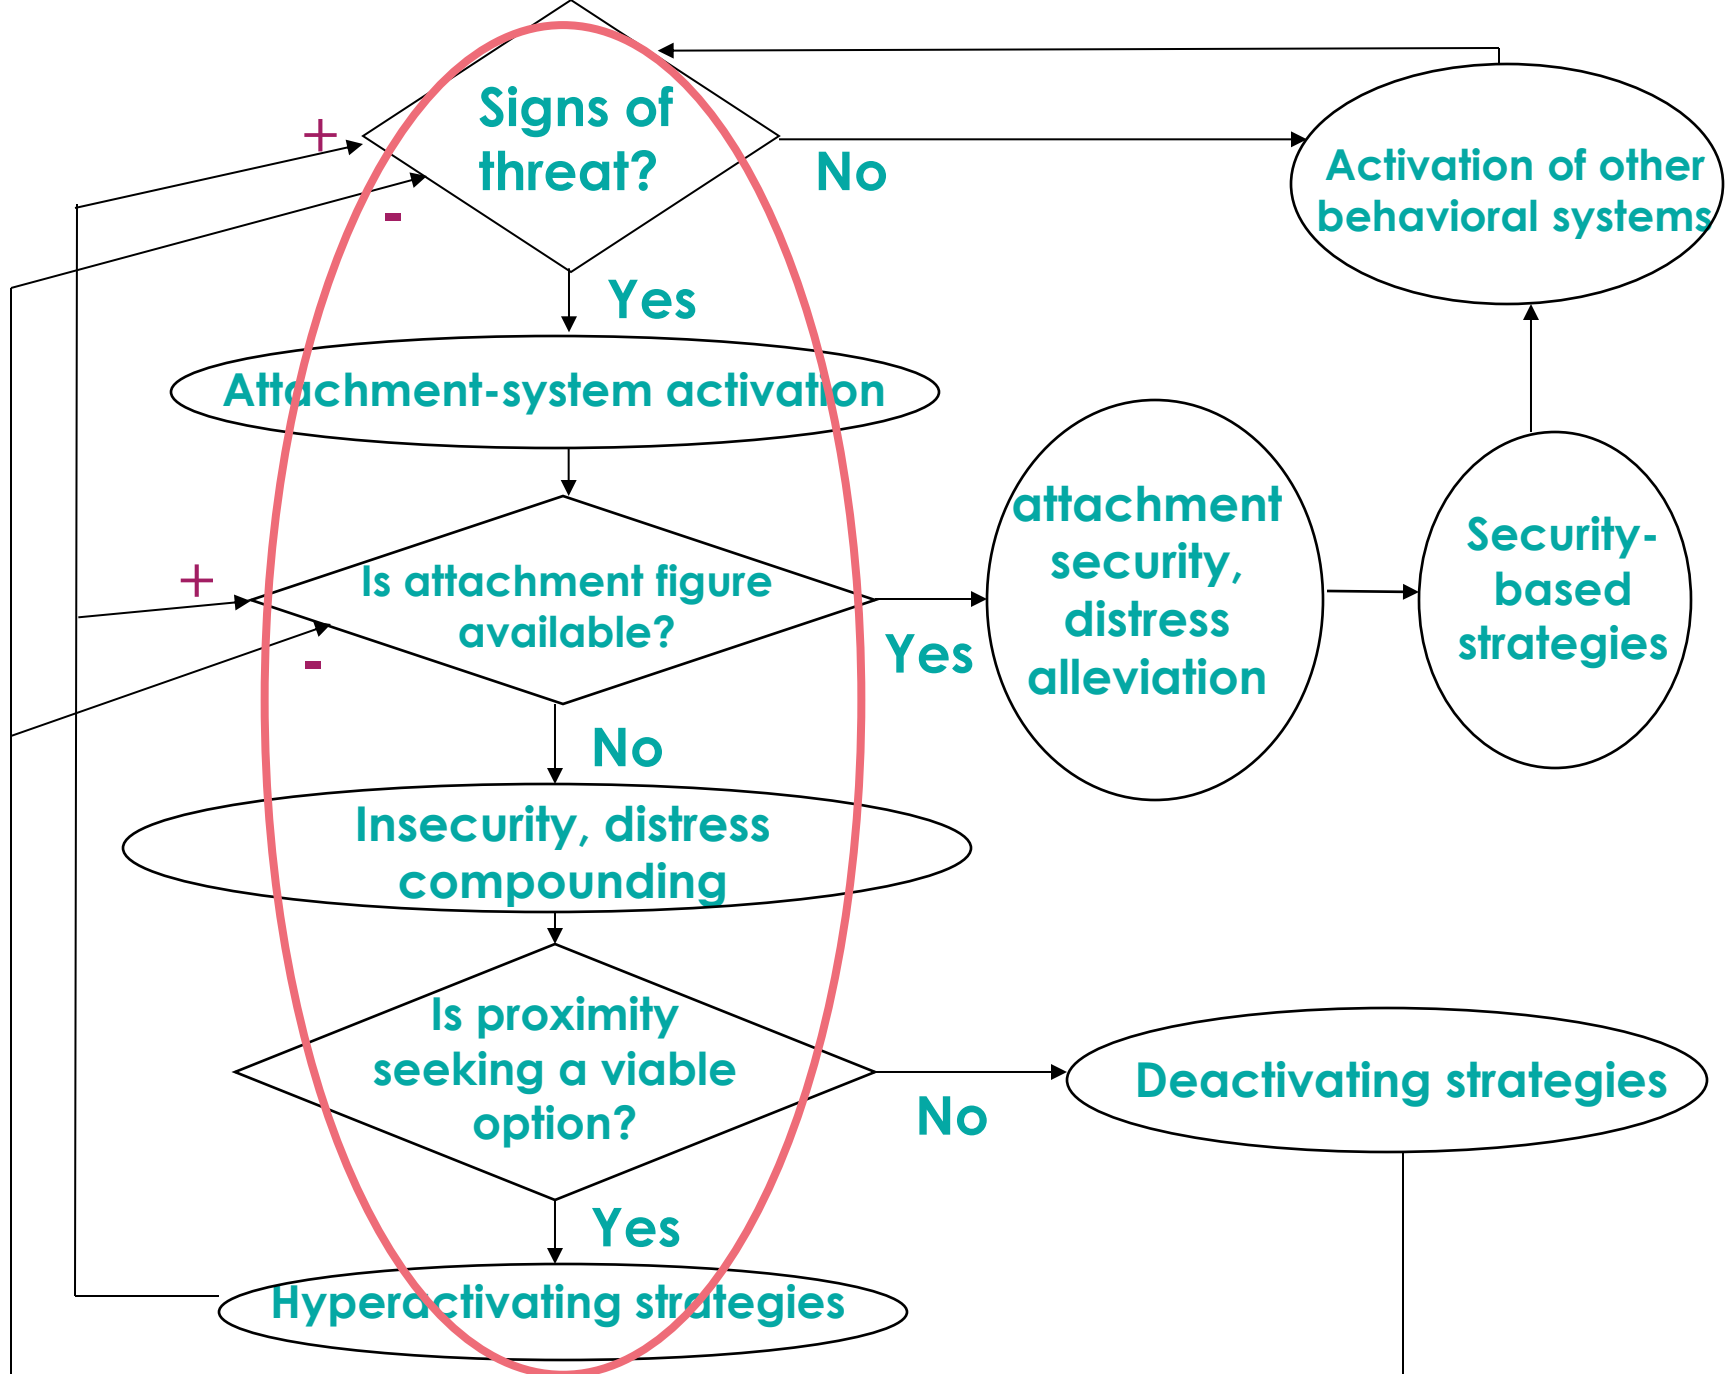 Signs of
threat?
+
-
No
Activation of other
behavioral systems
Yes
Attachment-system activation
Is attachment figure
available?
+
-
Yes
attachment
security,
distress
alleviation
Security-
based
strategies
No
Insecurity, distress
compounding
Is proximity
seeking a viable
option?
No
Deactivating strategies
Yes
Hyperactivating strategies